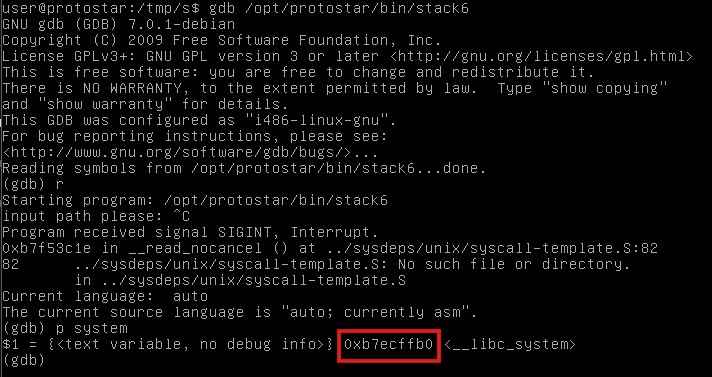 user@protostar:/tmp/s$ gdb /opt/protostar/bin/stack6
GNU gdb (GDB) 7.0.1-debian
Copyright (C) 2009 Free Software Foundation, Inc.
License GPLv3+: GNU GPL version 3 or later <http://gnu.org/licenses/gpl.html>
This is free software: you are free to change and redistribute it.
There is NO WARRANTY, to the extent permitted by law.  Type "show copying"
and "show warranty" for details.
This GDB was configured as "i486-linux-gnu".
For bug reporting instructions, please see:
<http://www.gnu.org/software/gdb/bugs/>...
Reading symbols from /opt/protostar/bin/stack6...done.
(gdb) r
Starting program: /opt/protostar/bin/stack6
input path please: ^C
Program received signal SIGINT, Interrupt.
0xb7f53c1e in __read_nocancel () at ../sysdeps/unix/syscall-template.S:82
82      ../sysdeps/unix/syscall-template.S: No such file or directory.
        in ../sysdeps/unix/syscall-template.S
Current language:  auto
The current source language is "auto; currently asm".
(gdb) p system
$1 = {<text variable, no debug info>} 0xb7ecffb0 <__libc_system>
(gdb)